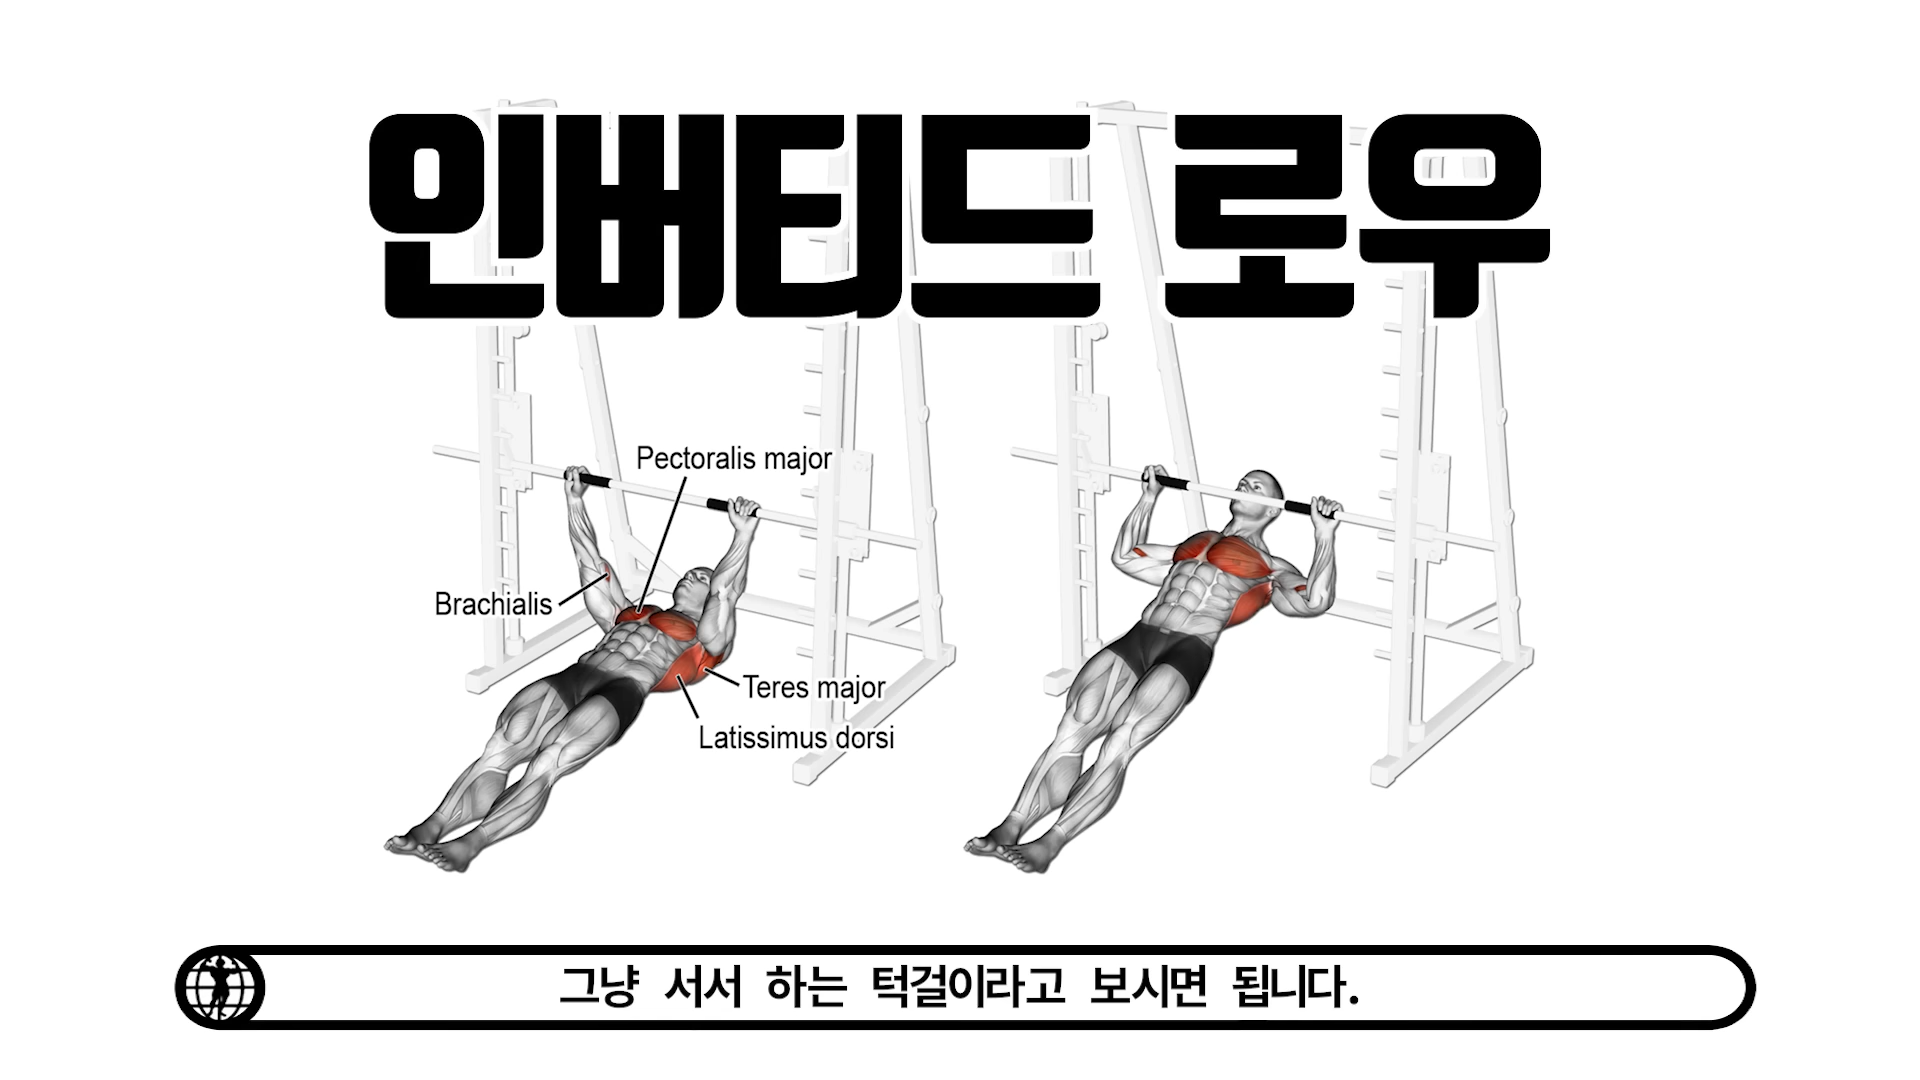 인버티드 로우
Pectoralis major
Brachialis
Teres major
Latissimus dorsi
그냥 서서 하는 턱걸이라고 보시면 됩니다.